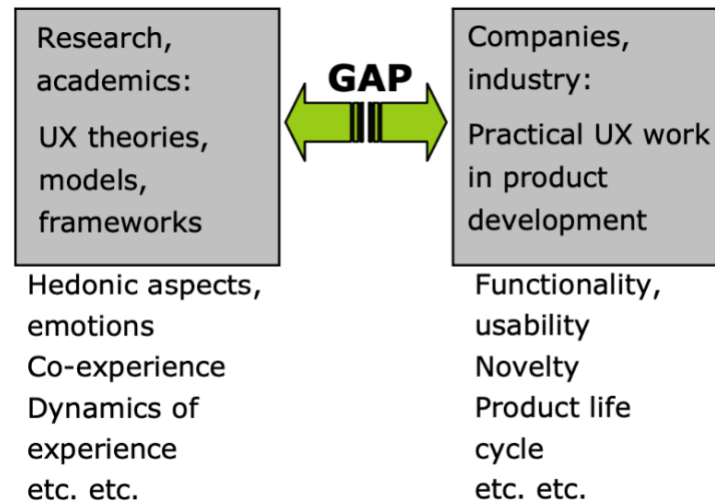 Research,
academics:
UX theories,
models,
frameworks
GAP
Companies,
industry:
Practical UX work
in product
development
Hedonic aspects,
emotions
Co-experience
Dynamics of
experience
etc. etc.
Functionality,
usability
Novelty
Product life
cycle
etc. etc.